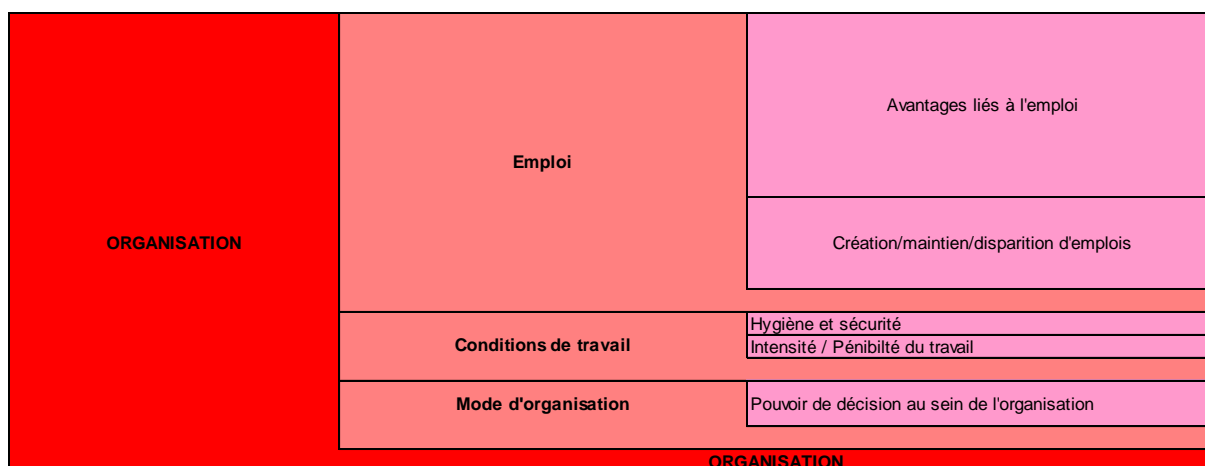 Avantages liés à l'emploi
Emploi
ORGANISATION
Création/maintien/disparition d'emplois
Hygiène et sécurité
Conditions de travail
Intensité / Pénibilté du travail
Mode d'organisation
Pouvoir de décision au sein de l'organisation
ORGANISATION